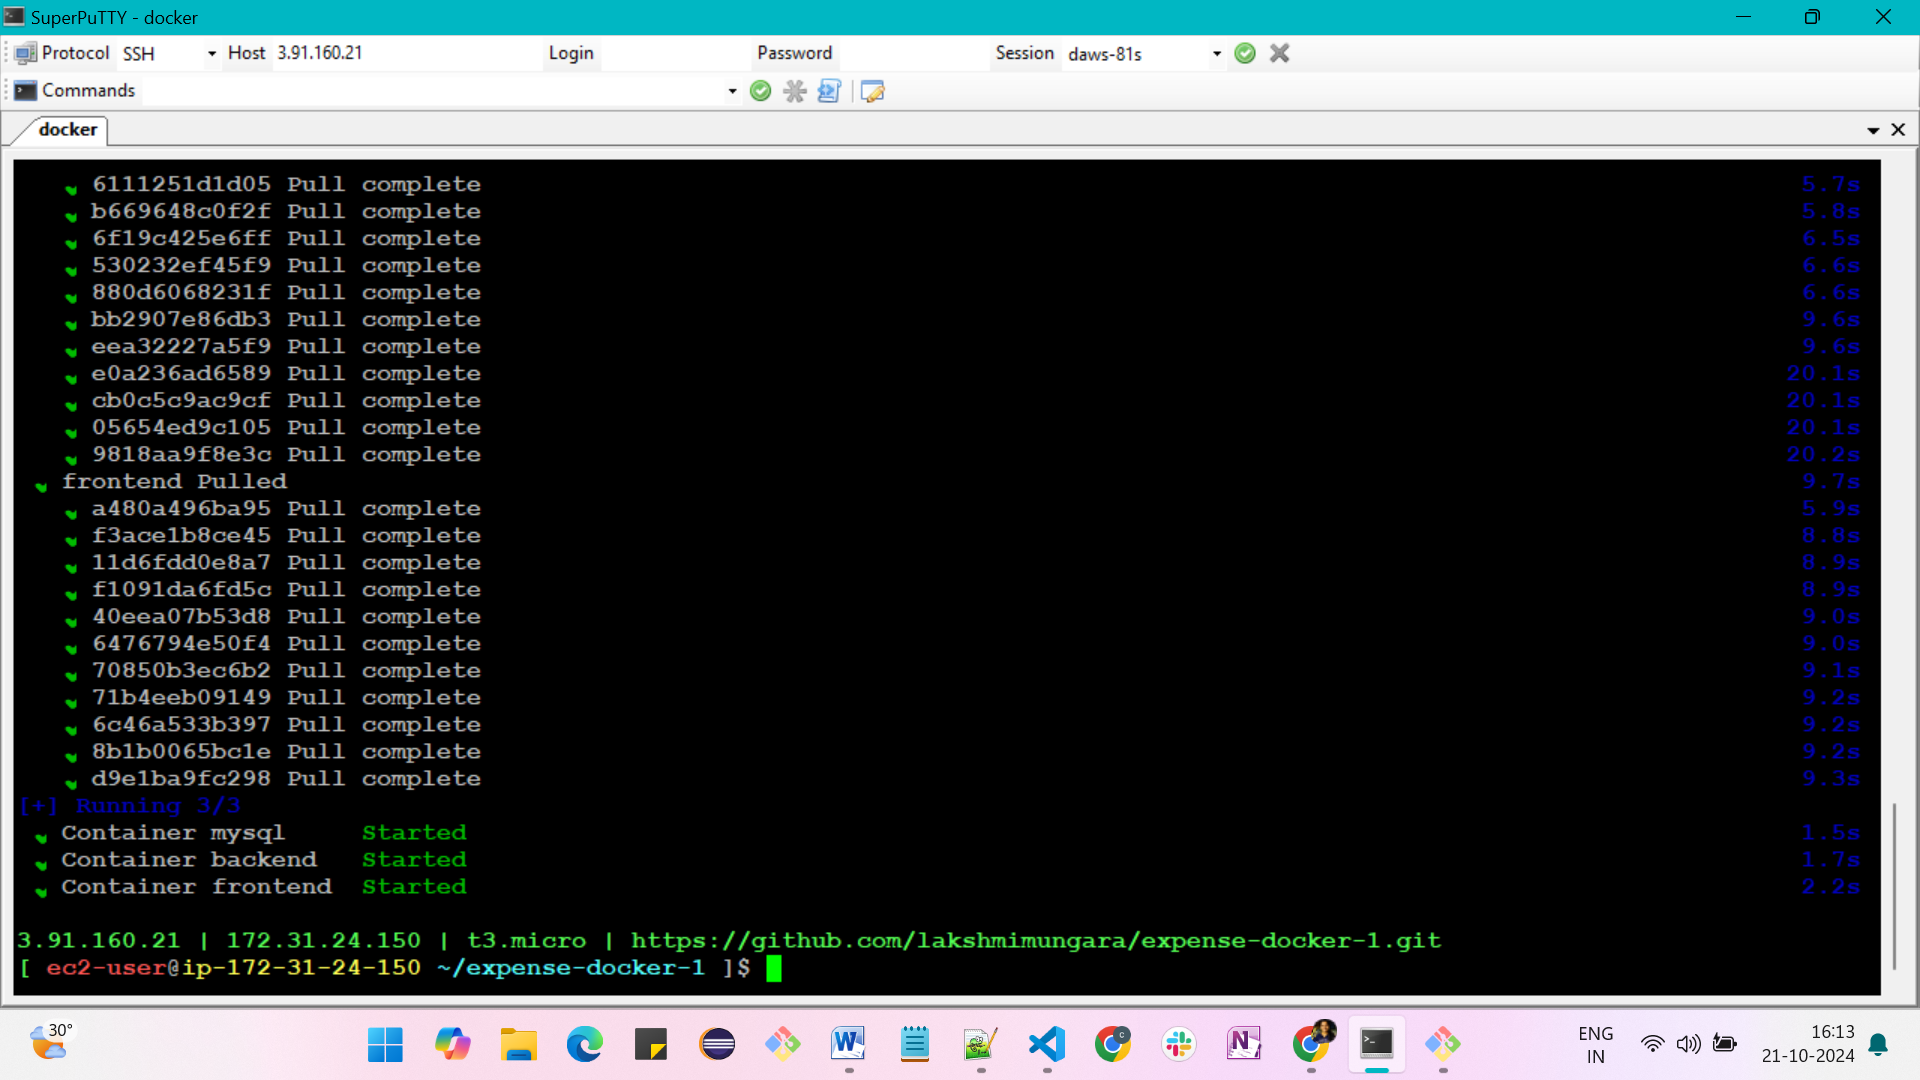 SuperPuTTY - docker
Protocol SSH Host 3.91.160.21 Login Password Session daws-81s
Commands
docker
6111251d1d05 Pull complete 5.7s
b669648c0f2f Pull complete 5.8s
6f19c425e6ff Pull complete 6.5s
530232ef45f9 Pull complete 6.6s
880d6068231f Pull complete 6.6s
bb2907e86db3 Pull complete 9.6s
eea32227a5f9 Pull complete 9.6s
e0a236ad6589 Pull complete 20.1s
cb0c5c9ac9cf Pull complete 20.1s
05654ed9c105 Pull complete 20.1s
9818aa9f8e3c Pull complete 20.2s
frontend Pulled 9.7s
a480a496ba95 Pull complete 5.9s
f3ace1b8ce45 Pull complete 8.8s
11d6fdd0e8a7 Pull complete 8.9s
f1091da6fd5c Pull complete 8.9s
40eea07b53d8 Pull complete 9.0s
6476794e50f4 Pull complete 9.0s
70850b3ec6b2 Pull complete 9.1s
71b4eeb09149 Pull complete 9.2s
6c46a533b397 Pull complete 9.2s
8b1b0065bc1e Pull complete 9.2s
d9e1ba9fc298 Pull complete 9.3s
[+] Running 3/3
Container mysql Started 1.5s
Container backend Started 1.7s
Container frontend Started 2.2s
3.91.160.21 | 172.31.24.150 | t3.micro | https://github.com/lakshmimungara/expense-docker-1.git
[ ec2-user@ip-172-31-24-150 ~/expense-docker-1 ]$
30°
ENG
IN
16:13
21-10-2024